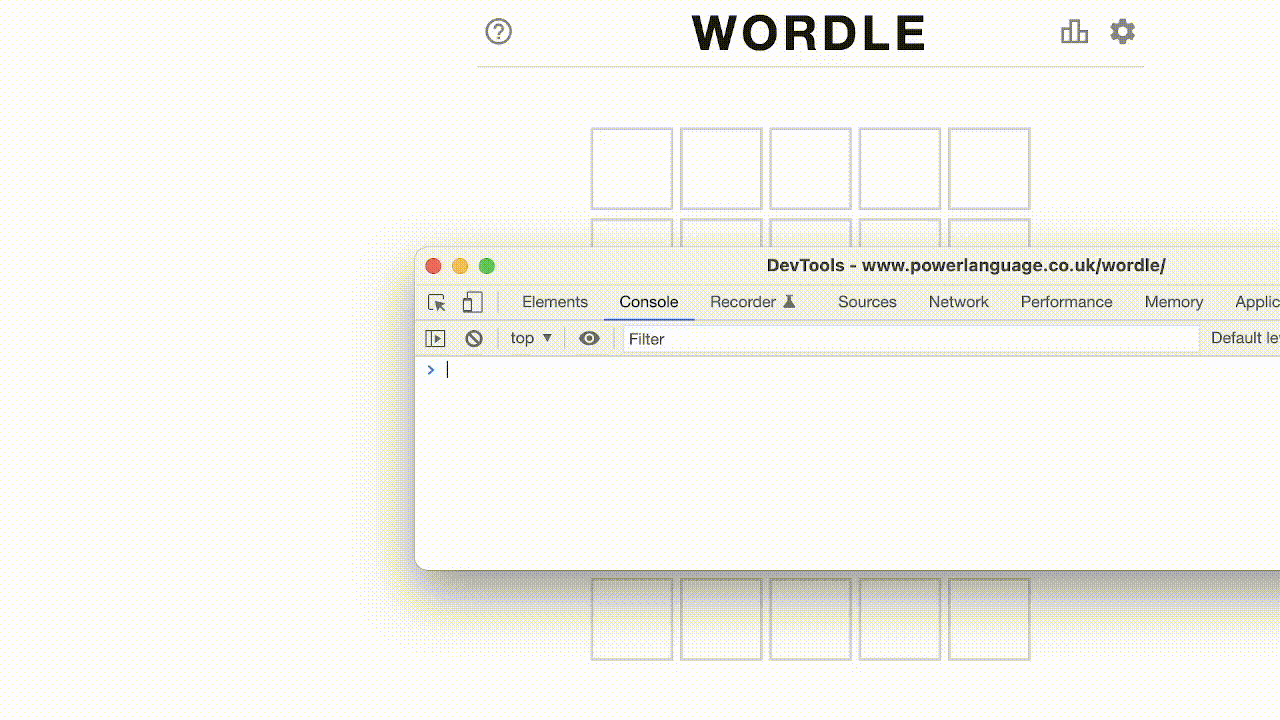 WORDLE
DevTools - www.powerlanguage.co.uk/wordle/
Elements Console Recorder Sources Network Performance Memory Applic
top Filter Default le